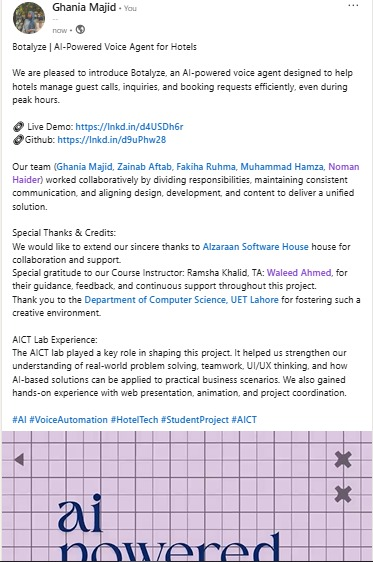 Ghania Majid • You
...
--
now •
Botalyze | AI-Powered Voice Agent for Hotels
We are pleased to introduce Botalyze, an AI-powered voice agent designed to help
hotels manage guest calls, inquiries, and booking requests efficiently, even during
peak hours.
Live Demo: https://lnkd.in/d4USDh6r
Github: https://lnkd.in/d9uPhw28
Our team (Ghania Majid, Zainab Aftab, Fakiha Ruhma, Muhammad Hamza, Noman
Haider) worked collaboratively by dividing responsibilities, maintaining consistent
communication, and aligning design, development, and content to deliver a unified
solution.
Special Thanks & Credits:
We would like to extend our sincere thanks to Alzaraan Software House house for
collaboration and support.
Special gratitude to our Course Instructor: Ramsha Khalid, TA: Waleed Ahmed, for
their guidance, feedback, and continuous support throughout this project.
Thank you to the Department of Computer Science, UET Lahore for fostering such a
creative environment.
AICT Lab Experience:
The AICT lab played a key role in shaping this project. It helped us strengthen our
understanding of real-world problem solving, teamwork, UI/UX thinking, and how
AI-based solutions can be applied to practical business scenarios. We also gained
hands-on experience with web presentation, animation, and project coordination.
#AI #VoiceAutomation #HotelTech #StudentProject #AICT
ai
powered